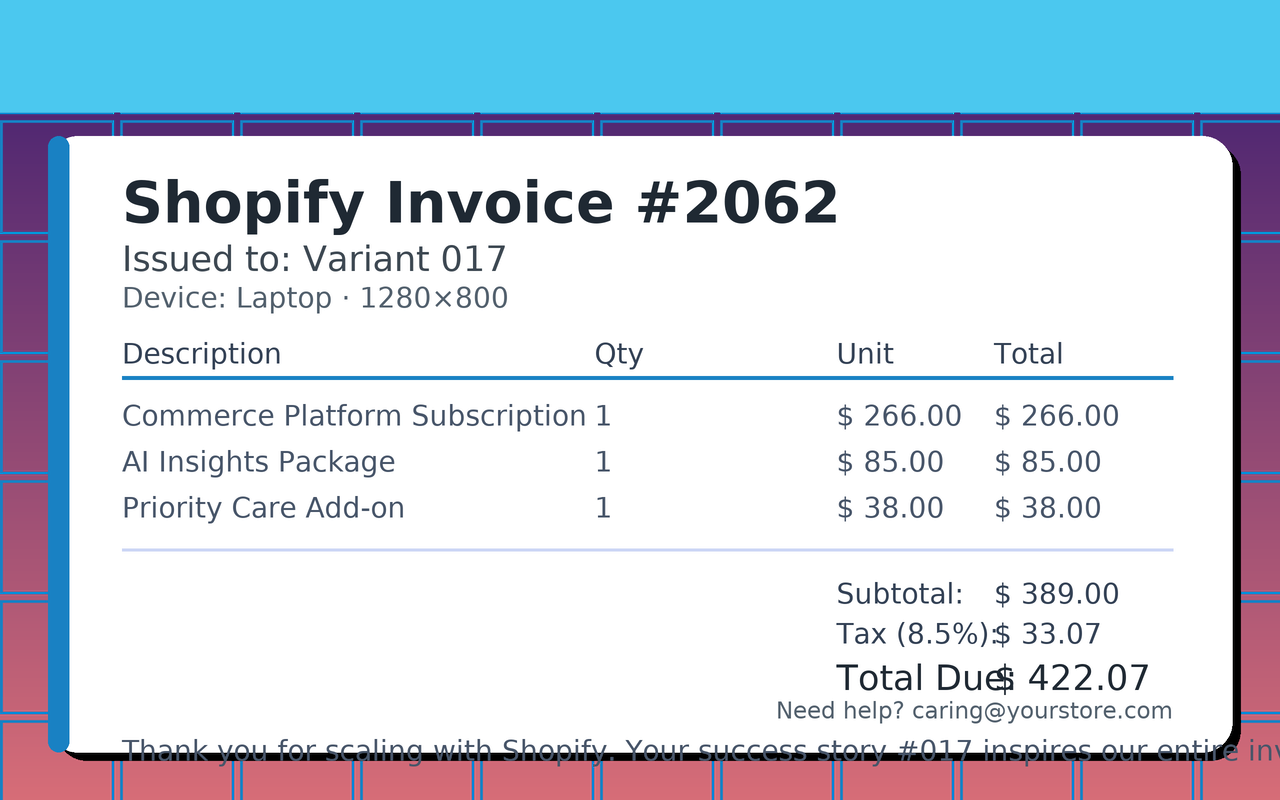 Shopify Invoice #2062
Issued to: Variant 017
Device: Laptop · 1280×800
Description Qty Unit Total
Commerce Platform Subscription 1 $ 266.00 $ 266.00
AI Insights Package 1 $ 85.00 $ 85.00
Priority Care Add-on 1 $ 38.00 $ 38.00
Subtotal: $ 389.00
Tax (8.5%): $ 33.07
Total Due: $ 422.07
Need help? caring@yourstore.com
Thank you for scaling with Shopify. Your success story #017 inspires our entire